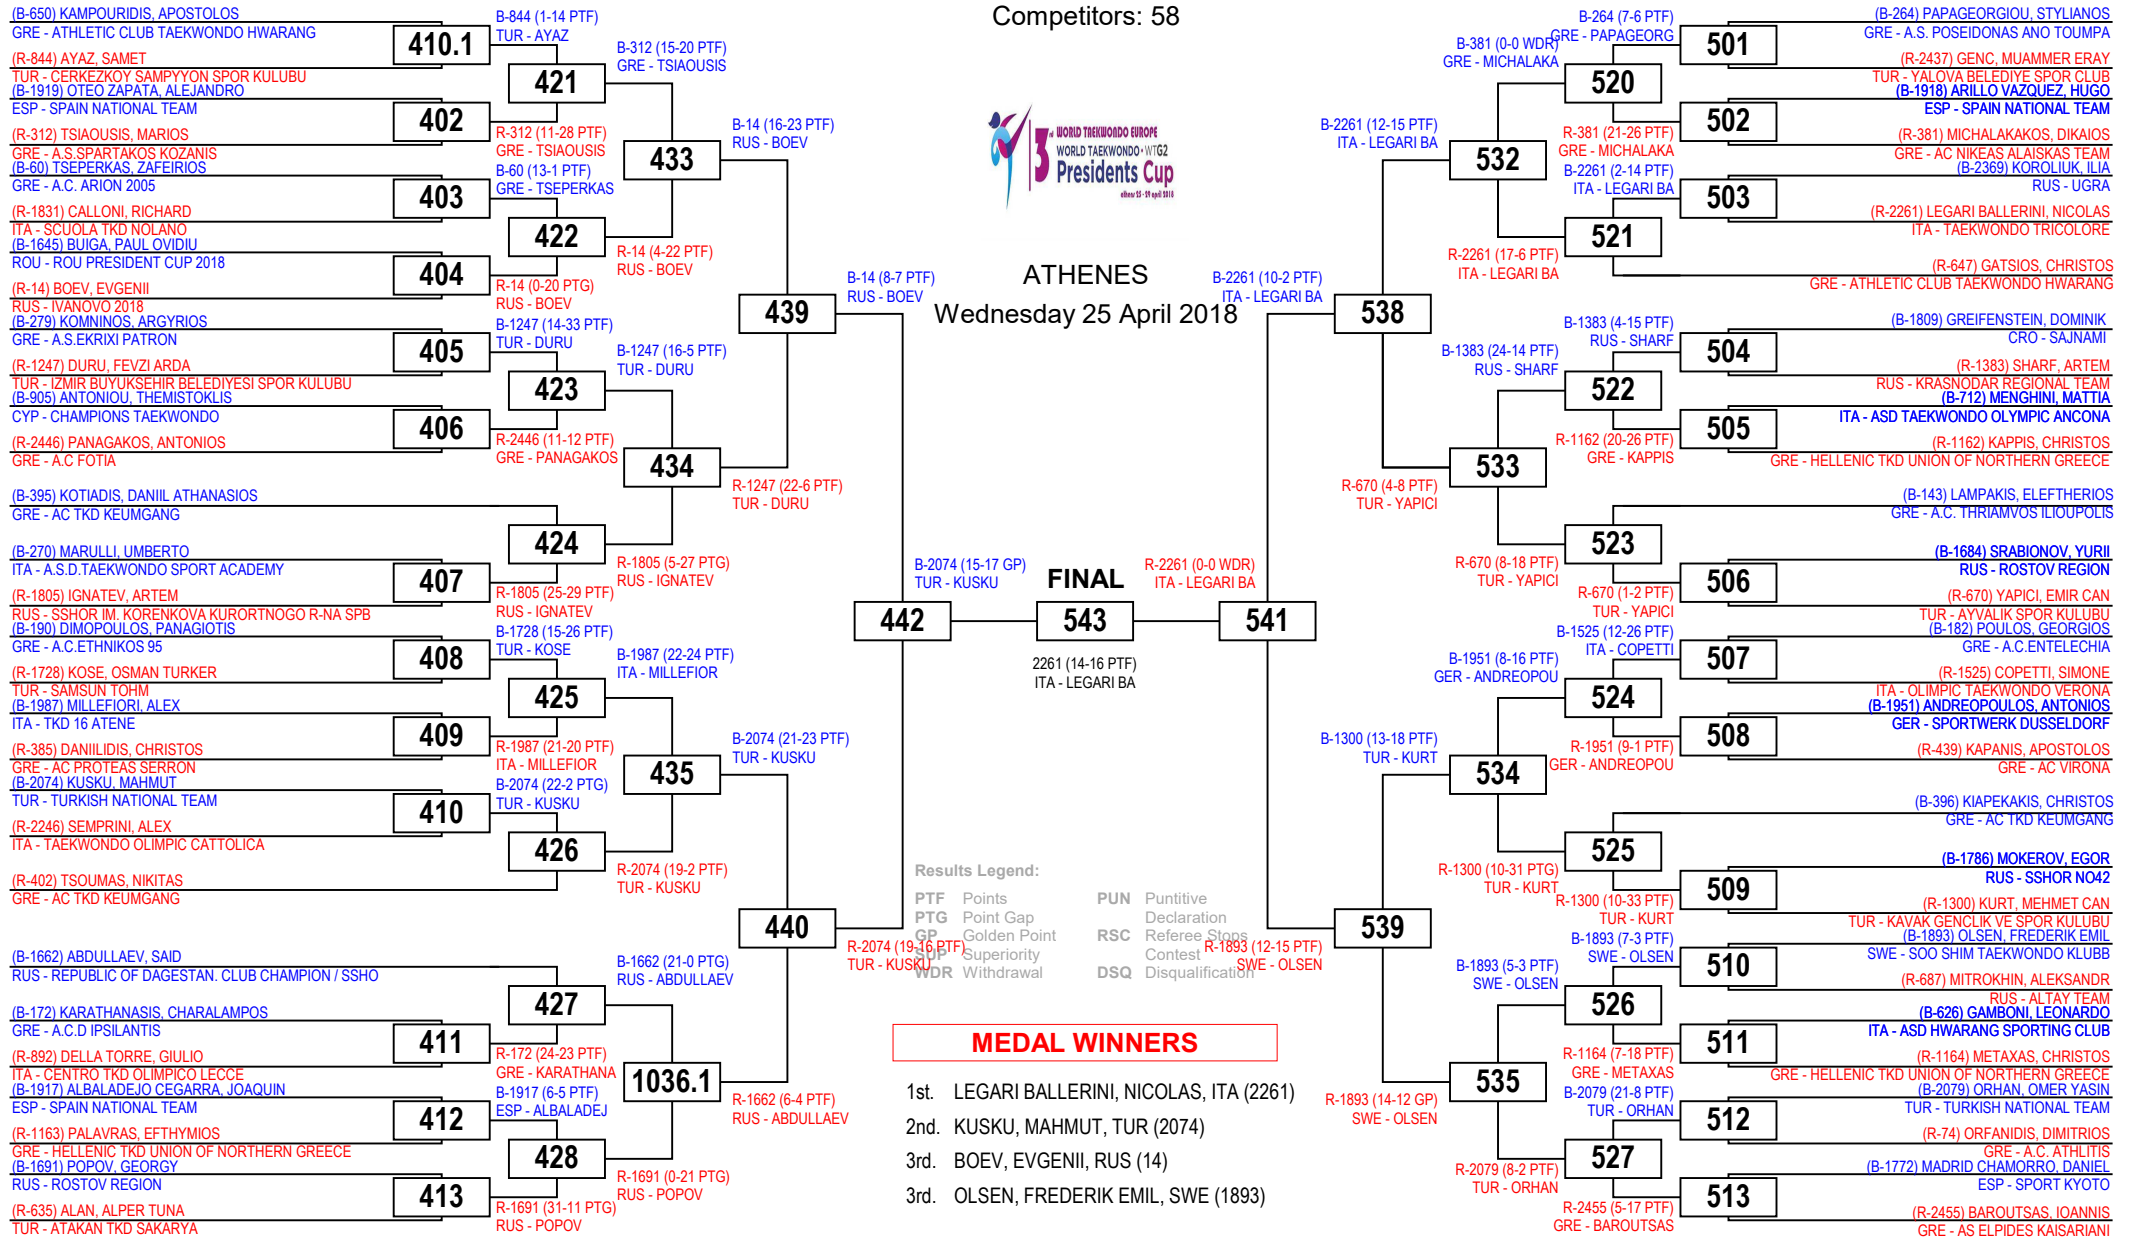 Competitors: 58
3rd WORLD TAEKWONDO EUROPE
WORLD TAEKWONDO • WTG2
Presidents Cup
athens 25 - 29 april 2018
ATHENES
Wednesday 25 April 2018
(B-650) KAMPOURIDIS, APOSTOLOS
GRE - ATHLETIC CLUB TAEKWONDO HWARANG
410.1
(R-844) AYAZ, SAMET
TUR - CERKEZKOY SAMPYYON SPOR KULUBU
(B-1919) OTEO ZAPATA, ALEJANDRO
ESP - SPAIN NATIONAL TEAM
402
(R-312) TSIAOUSIS, MARIOS
GRE - A.S.SPARTAKOS KOZANIS
(B-60) TSEPERKAS, ZAFEIRIOS
GRE - A.C. ARION 2005
403
(R-1831) CALLONI, RICHARD
ITA - SCUOLA TKD NOLANO
(B-1645) BUIGA, PAUL OVIDIU
ROU - ROU PRESIDENT CUP 2018
404
(R-14) BOEV, EVGENII
RUS - IVANOVO 2018
(B-279) KOMNINOS, ARGYRIOS
GRE - A.S.EKRIXI PATRON
405
(R-1247) DURU, FEVZI ARDA
TUR - IZMIR BUYUKSEHIR BELEDIYESI SPOR KULUBU
(B-905) ANTONIOU, THEMISTOKLIS
CYP - CHAMPIONS TAEKWONDO
406
(R-2446) PANAGAKOS, ANTONIOS
GRE - A.C FOTIA
(B-395) KOTIADIS, DANIIL ATHANASIOS
GRE - AC TKD KEUMGANG
(B-270) MARULLI, UMBERTO
ITA - A.S.D.TAEKWONDO SPORT ACADEMY
407
(R-1805) IGNATEV, ARTEM
RUS - SSHOR IM. KORENKOVA KURORTNOGO R-NA SPB
(B-190) DIMOPOULOS, PANAGIOTIS
GRE - A.C.ETHNIKOS 95
408
(R-1728) KOSE, OSMAN TURKER
TUR - SAMSUN TOHM
(B-1987) MILLEFIORI, ALEX
ITA - TKD 16 ATENE
409
(R-385) DANIILIDIS, CHRISTOS
GRE - AC PROTEAS SERRON
(B-2074) KUSKU, MAHMUT
TUR - TURKISH NATIONAL TEAM
410
(R-2246) SEMPRINI, ALEX
ITA - TAEKWONDO OLIMPIC CATTOLICA
(R-402) TSOUMAS, NIKITAS
GRE - AC TKD KEUMGANG
(B-1662) ABDULLAEV, SAID
RUS - REPUBLIC OF DAGESTAN. CLUB CHAMPION / SSHO
(B-172) KARATHANASIS, CHARALAMPOS
GRE - A.C.D IPSILANTIS
411
(R-892) DELLA TORRE, GIULIO
ITA - CENTRO TKD OLIMPICO LECCE
(B-1917) ALBALADEJO CEGARRA, JOAQUIN
ESP - SPAIN NATIONAL TEAM
412
(R-1163) PALAVRAS, EFTHYMIOS
GRE - HELLENIC TKD UNION OF NORTHERN GREECE
(B-1691) POPOV, GEORGY
RUS - ROSTOV REGION
413
(R-635) ALAN, ALPER TUNA
TUR - ATAKAN TKD SAKARYA
B-844 (1-14 PTF)
TUR - AYAZ
421
R-312 (11-28 PTF)
GRE - TSIAOUSIS
B-60 (13-1 PTF)
GRE - TSEPERKAS
422
R-14 (0-20 PTG)
RUS - BOEV
B-1247 (14-33 PTF)
TUR - DURU
423
R-2446 (11-12 PTF)
GRE - PANAGAKOS
424
R-1805 (25-29 PTF)
RUS - IGNATEV
B-1728 (15-26 PTF)
TUR - KOSE
425
R-1987 (21-20 PTF)
ITA - MILLEFIOR
B-2074 (22-2 PTG)
TUR - KUSKU
426
427
R-172 (24-23 PTF)
GRE - KARATHANA
B-1917 (6-5 PTF)
ESP - ALBALADEJ
428
R-1691 (31-11 PTG)
RUS - POPOV
B-312 (15-20 PTF)
GRE - TSIAOUSIS
433
R-14 (4-22 PTF)
RUS - BOEV
B-1247 (16-5 PTF)
TUR - DURU
434
R-1805 (5-27 PTG)
RUS - IGNATEV
B-1987 (22-24 PTF)
ITA - MILLEFIOR
435
R-2074 (19-2 PTF)
TUR - KUSKU
B-1662 (21-0 PTG)
RUS - ABDULLAEV
1036.1
R-1691 (0-21 PTG)
RUS - POPOV
B-14 (16-23 PTF)
RUS - BOEV
439
R-1247 (22-6 PTF)
TUR - DURU
B-2074 (21-23 PTF)
TUR - KUSKU
440
R-1662 (6-4 PTF)
RUS - ABDULLAEV
B-14 (8-7 PTF)
RUS - BOEV
442
R-2074 (19-16 PTF)
TUR - KUSKU
B-2074 (15-17 GP)
TUR - KUSKU
FINAL
543
2261 (14-16 PTF)
ITA - LEGARI BA
R-2261 (0-0 WDR)
ITA - LEGARI BA
B-2261 (10-2 PTF)
ITA - LEGARI BA
541
R-1893 (12-15 PTF)
SWE - OLSEN
B-2261 (12-15 PTF)
ITA - LEGARI BA
538
R-670 (4-8 PTF)
TUR - YAPICI
B-1300 (13-18 PTF)
TUR - KURT
539
R-1893 (14-12 GP)
SWE - OLSEN
B-381 (0-0 WDR)
GRE - MICHALAKA
532
R-2261 (17-6 PTF)
ITA - LEGARI BA
B-1383 (24-14 PTF)
RUS - SHARF
533
R-670 (8-18 PTF)
TUR - YAPICI
B-1951 (8-16 PTF)
GER - ANDREOPOU
534
R-1300 (10-31 PTG)
TUR - KURT
B-1893 (5-3 PTF)
SWE - OLSEN
535
R-2079 (8-2 PTF)
TUR - ORHAN
B-264 (7-6 PTF)
GRE - PAPAGEORG
520
R-381 (21-26 PTF)
GRE - MICHALAKA
B-2261 (2-14 PTF)
ITA - LEGARI BA
521
B-1383 (4-15 PTF)
RUS - SHARF
522
R-1162 (20-26 PTF)
GRE - KAPPIS
523
R-670 (1-2 PTF)
TUR - YAPICI
B-1525 (12-26 PTF)
ITA - COPETTI
524
R-1951 (9-1 PTF)
GER - ANDREOPOU
525
R-1300 (10-33 PTF)
TUR - KURT
B-1893 (7-3 PTF)
SWE - OLSEN
526
R-1164 (7-18 PTF)
GRE - METAXAS
B-2079 (21-8 PTF)
TUR - ORHAN
527
R-2455 (5-17 PTF)
GRE - BAROUTSAS
(B-264) PAPAGEORGIOU, STYLIANOS
GRE - A.S. POSEIDONAS ANO TOUMPA
501
(R-2437) GENC, MUAMMER ERAY
TUR - YALOVA BELEDIYE SPOR CLUB
(B-1918) ARILLO VAZQUEZ, HUGO
ESP - SPAIN NATIONAL TEAM
502
(R-381) MICHALAKAKOS, DIKAIOS
GRE - AC NIKEAS ALAISKAS TEAM
(B-2369) KOROLIUK, ILIA
RUS - UGRA
503
(R-2261) LEGARI BALLERINI, NICOLAS
ITA - TAEKWONDO TRICOLORE
(R-647) GATSIOS, CHRISTOS
GRE - ATHLETIC CLUB TAEKWONDO HWARANG
(B-1809) GREIFENSTEIN, DOMINIK
CRO - SAJNAMI
504
(R-1383) SHARF, ARTEM
RUS - KRASNODAR REGIONAL TEAM
(B-712) MENGHINI, MATTIA
ITA - ASD TAEKWONDO OLYMPIC ANCONA
505
(R-1162) KAPPIS, CHRISTOS
GRE - HELLENIC TKD UNION OF NORTHERN GREECE
(B-143) LAMPAKIS, ELEFTHERIOS
GRE - A.C. THRIAMVOS ILIOUPOLIS
(B-1684) SRABIONOV, YURII
RUS - ROSTOV REGION
506
(R-670) YAPICI, EMIR CAN
TUR - AYVALIK SPOR KULUBU
(B-182) POULOS, GEORGIOS
GRE - A.C.ENTELECHIA
507
(R-1525) COPETTI, SIMONE
ITA - OLIMPIC TAEKWONDO VERONA
(B-1951) ANDREOPOULOS, ANTONIOS
GER - SPORTWERK DUSSELDORF
508
(R-439) KAPANIS, APOSTOLOS
GRE - AC VIRONA
(B-396) KIAPEKAKIS, CHRISTOS
GRE - AC TKD KEUMGANG
(B-1786) MOKEROV, EGOR
RUS - SSHOR NO42
509
(R-1300) KURT, MEHMET CAN
TUR - KAVAK GENCLIK VE SPOR KULUBU
(B-1893) OLSEN, FREDERIK EMIL
SWE - SOO SHIM TAEKWONDO KLUBB
510
(R-687) MITROKHIN, ALEKSANDR
RUS - ALTAY TEAM
(B-626) GAMBONI, LEONARDO
ITA - ASD HWARANG SPORTING CLUB
511
(R-1164) METAXAS, CHRISTOS
GRE - HELLENIC TKD UNION OF NORTHERN GREECE
(B-2079) ORHAN, OMER YASIN
TUR - TURKISH NATIONAL TEAM
512
(R-74) ORFANIDIS, DIMITRIOS
GRE - A.C. ATHLITIS
(B-1772) MADRID CHAMORRO, DANIEL
ESP - SPORT KYOTO
513
(R-2455) BAROUTSAS, IOANNIS
GRE - AS ELPIDES KAISARIANI
Results Legend:
PTF Points PUN Puntitive
PTG Point Gap Declaration
GP Golden Point RSC Referee Stops
SUP Superiority Contest
WDR Withdrawal DSQ Disqualification
MEDAL WINNERS
1st. LEGARI BALLERINI, NICOLAS, ITA (2261)
2nd. KUSKU, MAHMUT, TUR (2074)
3rd. BOEV, EVGENII, RUS (14)
3rd. OLSEN, FREDERIK EMIL, SWE (1893)